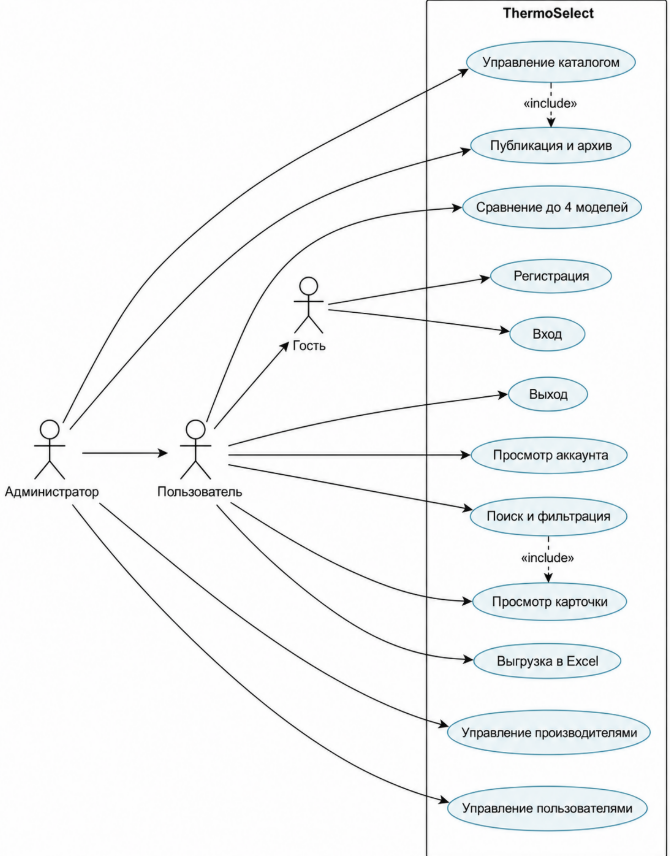 ThermoSelect
Управление каталогом
«include»
Публикация и архив
Сравнение до 4 моделей
Регистрация
Гость
Вход
Выход
Администратор
Пользователь
Просмотр аккаунта
Поиск и фильтрация
«include»
Просмотр карточки
Выгрузка в Excel
Управление производителями
Управление пользователями